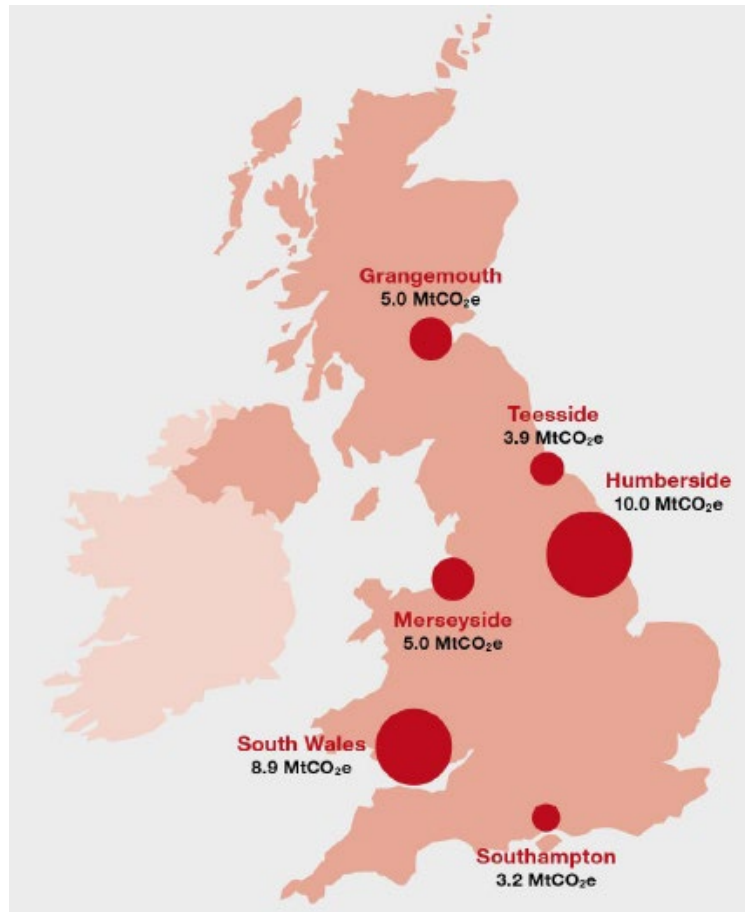 Grangemouth
5.0 MtCO₂e
Teesside
3.9 MtCO₂e
Humberside
10.0 MtCO₂e
Merseyside
5.0 MtCO₂e
South Wales
8.9 MtCO₂e
Southampton
3.2 MtCO₂e